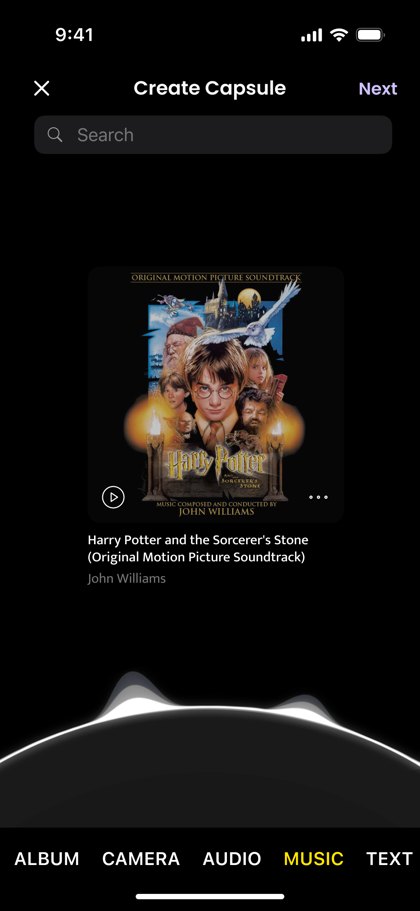 9:41
Create Capsule
Next
Search
ORIGINAL MOTION PICTURE SOUNDTRACK
Harry Potter
AND THE
SORCERER'S
STONE
MUSIC COMPOSED AND CONDUCTED BY
JOHN WILLIAMS
Harry Potter and the Sorcerer's Stone
(Original Motion Picture Soundtrack)
John Williams
ALBUM CAMERA AUDIO MUSIC TEXT